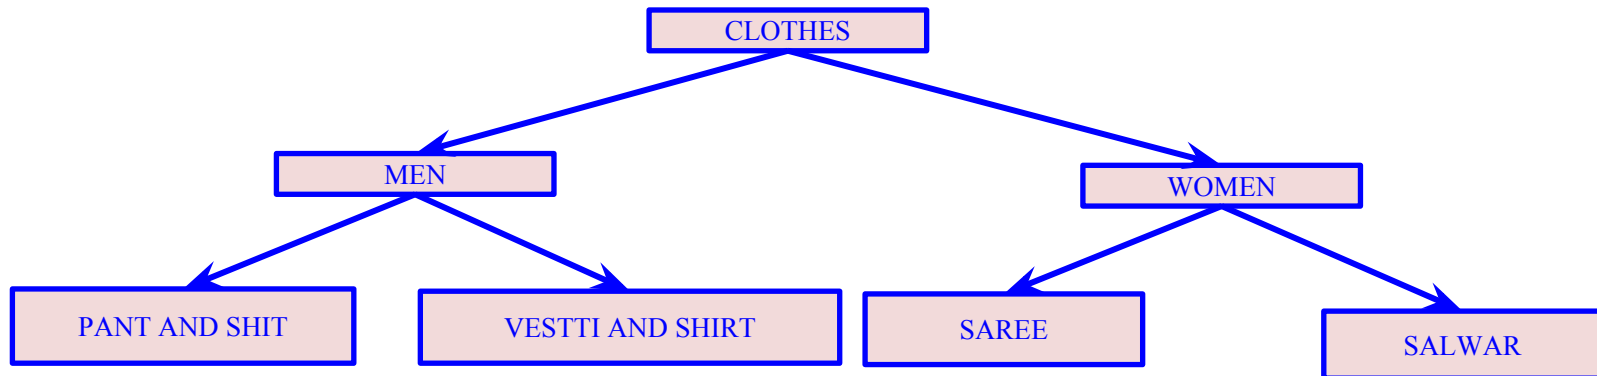 CLOTHES
MEN
WOMEN
PANT AND SHIT
VESTTI AND SHIRT
SAREE
SALWAR